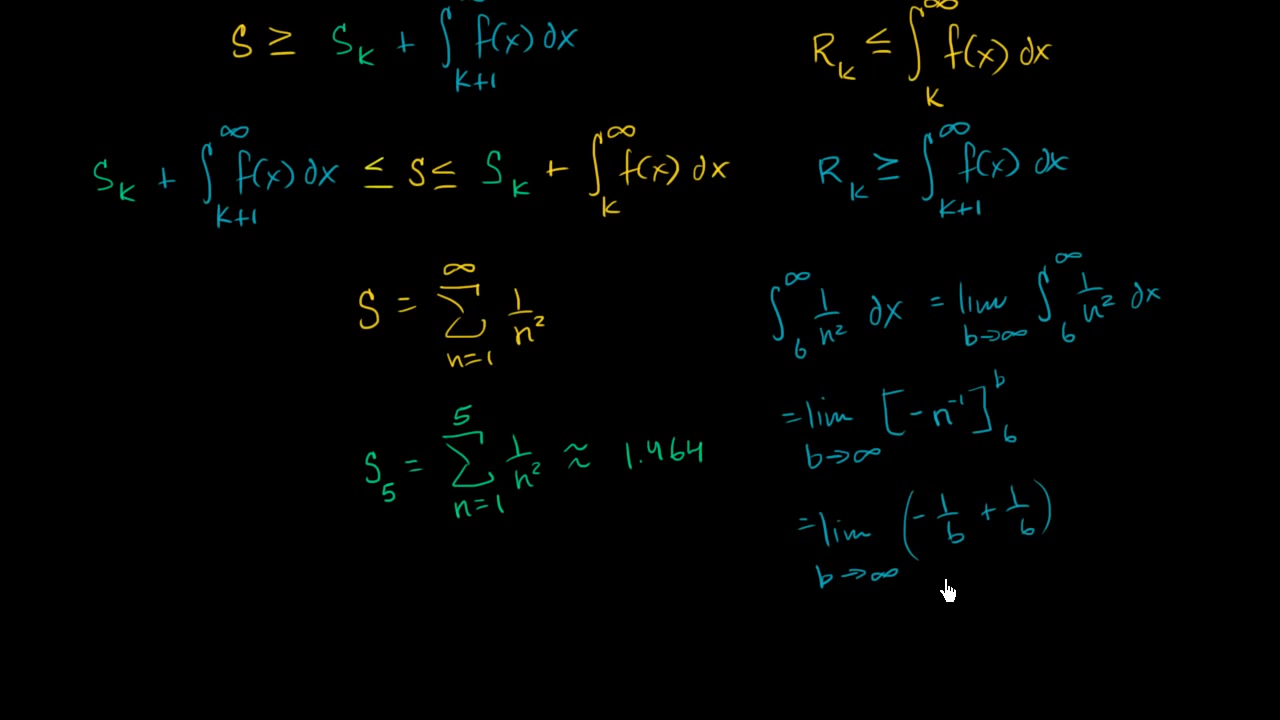 S ≥ S_k + ∫_{k+1}^∞ f(x) dx
R_k ≤ ∫_k^∞ f(x) dx
S_k + ∫_{k+1}^∞ f(x) dx ≤ S ≤ S_k + ∫_k^∞ f(x) dx
R_k ≥ ∫_{k+1}^∞ f(x) dx
S = ∑_{n=1}^∞ 1/n²
S_5 = ∑_{n=1}^5 1/n² ≈ 1.464
∫_6^∞ 1/n² dx = lim_{b→∞} ∫_6^∞ 1/n² dx
= lim_{b→∞} [-n^{-1}]_6^b
= lim_{b→∞} (-1/b + 1/6)